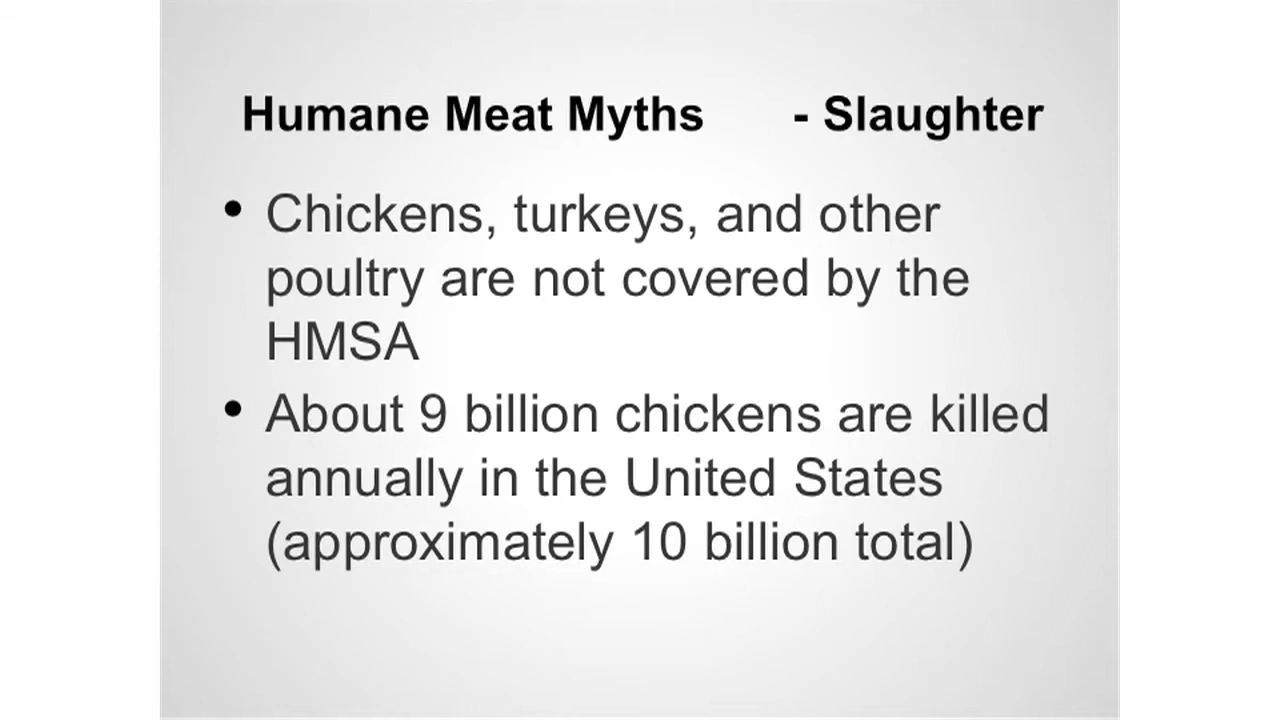 Humane Meat Myths - Slaughter
• Chickens, turkeys, and other
poultry are not covered by the
HMSA
• About 9 billion chickens are killed
annually in the United States
(approximately 10 billion total)